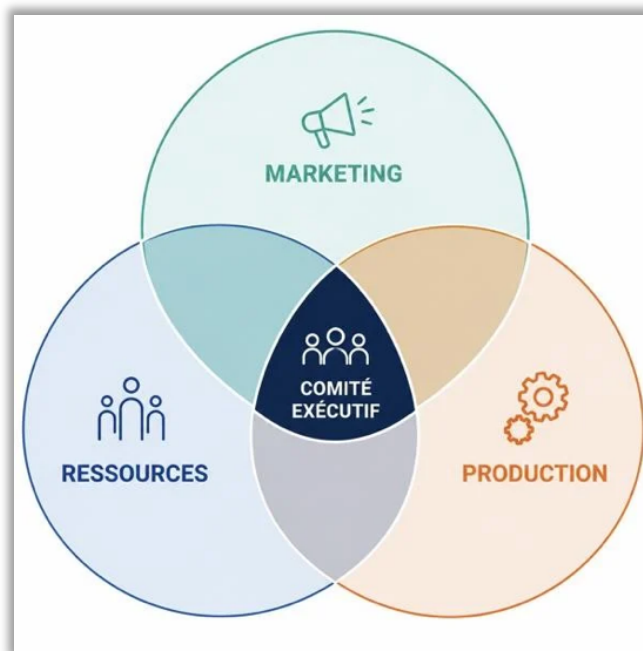 MARKETING
COMITÉ
EXÉCUTIF
RESSOURCES
PRODUCTION